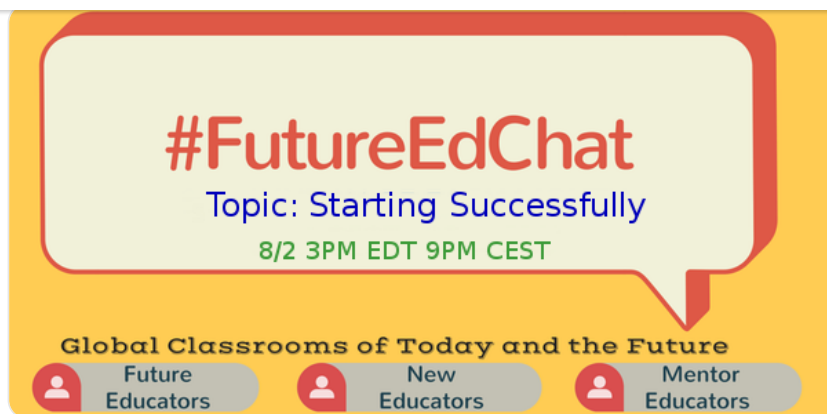 #FutureEdChat
Topic: Starting Successfully
8/2 3PM EDT 9PM CEST
Global Classrooms of Today and the Future
Future
Educators
New
Educators
Mentor
Educators